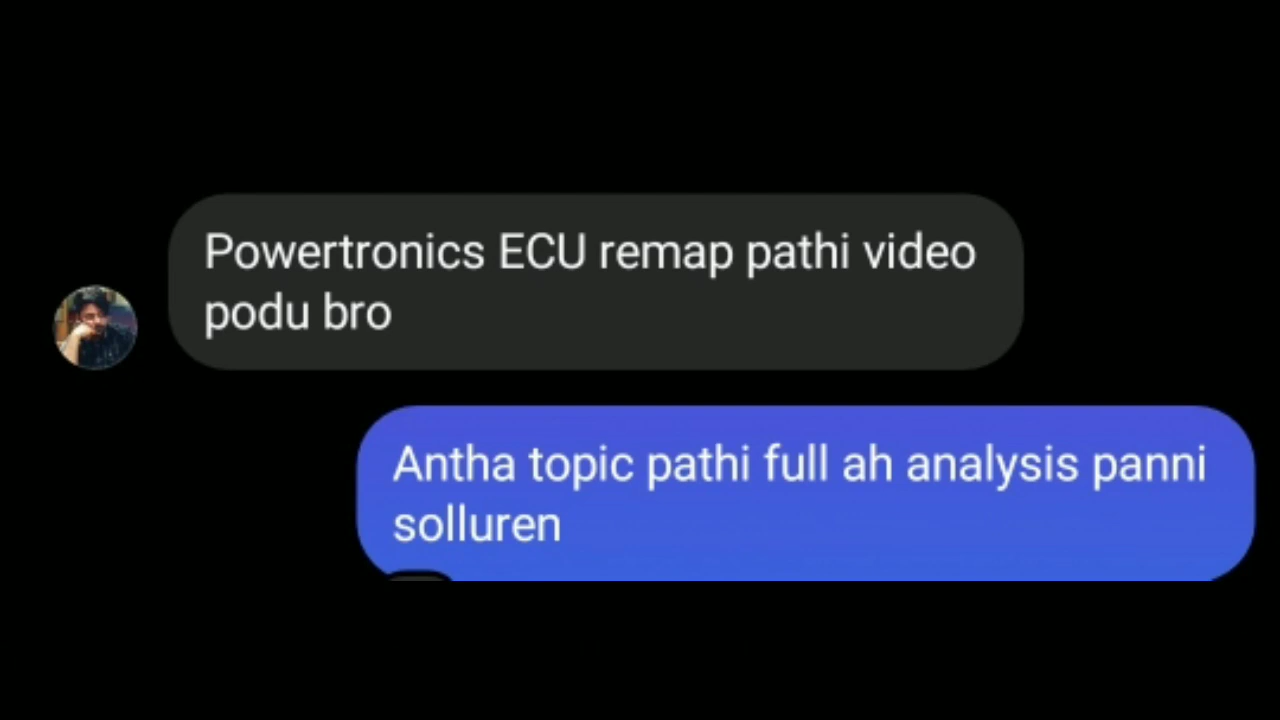 Powertronics ECU remap pathi video
podu bro
Antha topic pathi full ah analysis panni
solluren